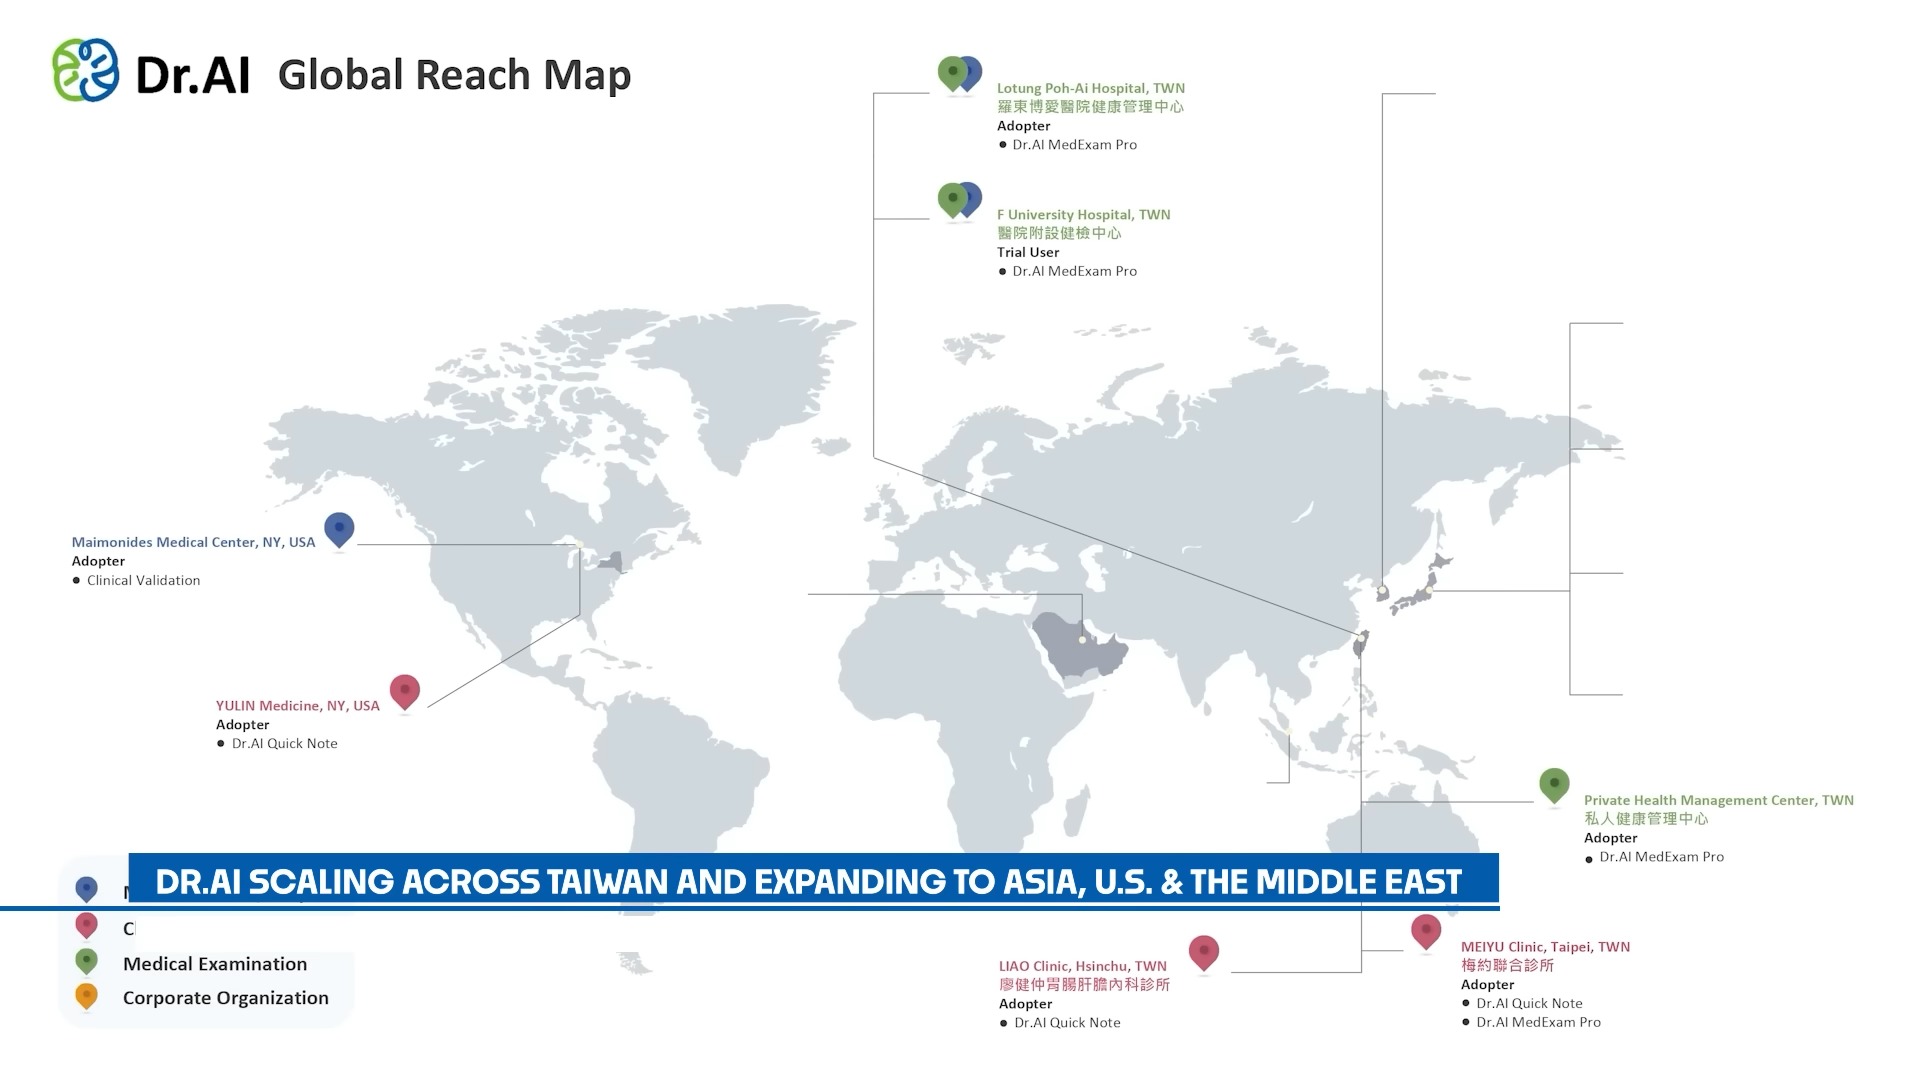 Dr.AI Global Reach Map
Lotung Poh-Ai Hospital, TWN
羅東博愛醫院健康管理中心
Adopter
● Dr.AI MedExam Pro
F University Hospital, TWN
醫院附設健檢中心
Trial User
● Dr.AI MedExam Pro
Maimonides Medical Center, NY, USA
Adopter
● Clinical Validation
YULIN Medicine, NY, USA
Adopter
● Dr.AI Quick Note
Private Health Management Center, TWN
私人健康管理中心
Adopter
● Dr.AI MedExam Pro
DR.AI SCALING ACROSS TAIWAN AND EXPANDING TO ASIA, U.S. & THE MIDDLE EAST
Medical Examination
Corporate Organization
LIAO Clinic, Hsinchu, TWN
廖健仲胃腸肝膽內科診所
Adopter
● Dr.AI Quick Note
MEIYU Clinic, Taipei, TWN
梅約聯合診所
Adopter
● Dr.AI Quick Note
● Dr.AI MedExam Pro